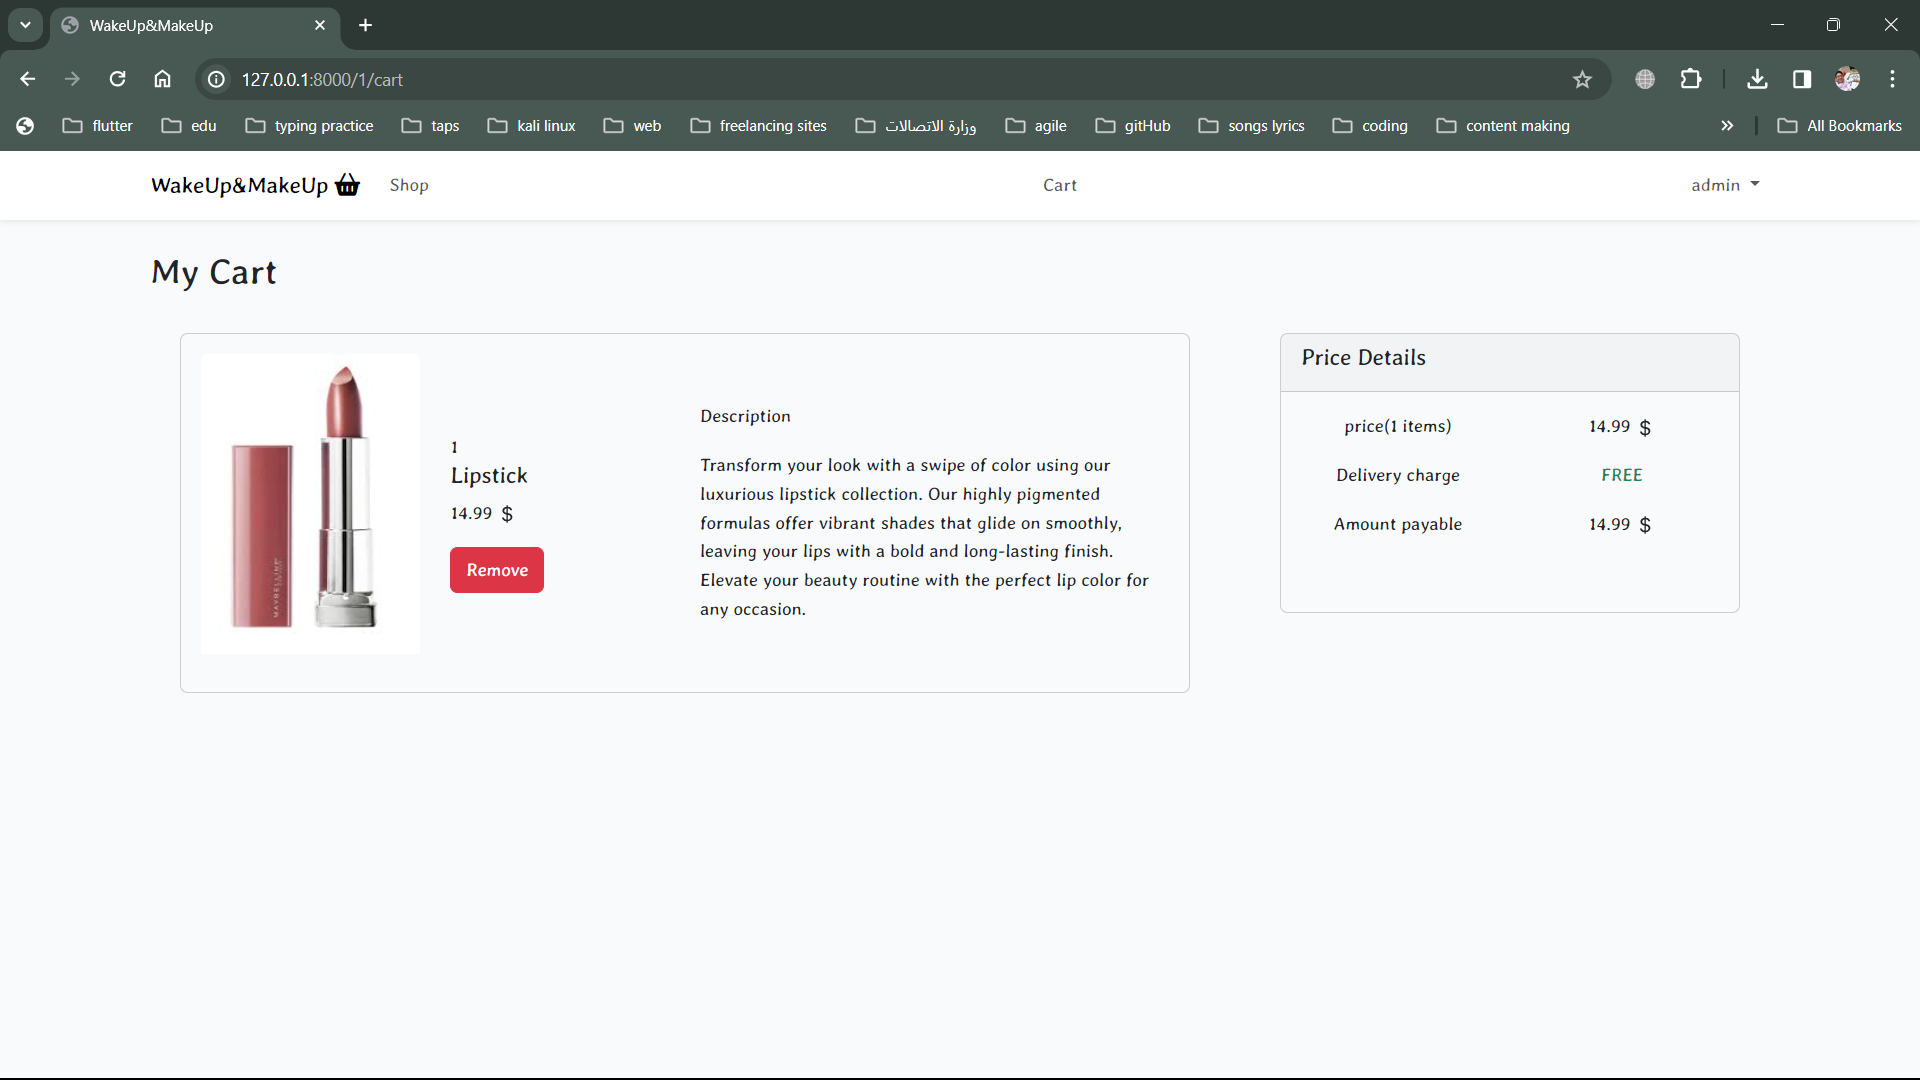 WakeUp&MakeUp
127.0.0.1:8000/1/cart
flutter edu typing practice taps kali linux web freelancing sites وزارة الاتصالات agile gitHub songs lyrics coding content making All Bookmarks
WakeUp&MakeUp Shop Cart admin
My Cart
1
Lipstick
14.99 $
Remove
MAYBELLINE
Description
Transform your look with a swipe of color using our
luxurious lipstick collection. Our highly pigmented
formulas offer vibrant shades that glide on smoothly,
leaving your lips with a bold and long-lasting finish.
Elevate your beauty routine with the perfect lip color for
any occasion.
Price Details
price(1 items) 14.99 $
Delivery charge FREE
Amount payable 14.99 $